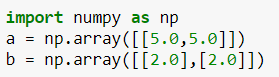 import numpy as np
a = np.array([[5.0,5.0]])
b = np.array([[2.0],[2.0]])